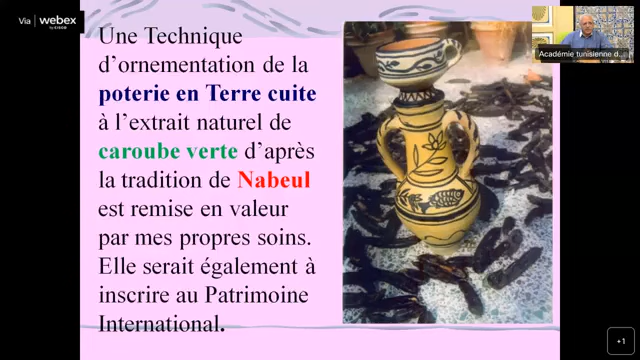 Via webex
Une Technique
d'ornementation de la
poterie en Terre cuite
à l'extrait naturel de
caroube verte d'après
la tradition de Nabeul
est remise en valeur
par mes propres soins.
Elle serait également à
inscrire au Patrimoine
International.
Académie tunisienne d...
+1